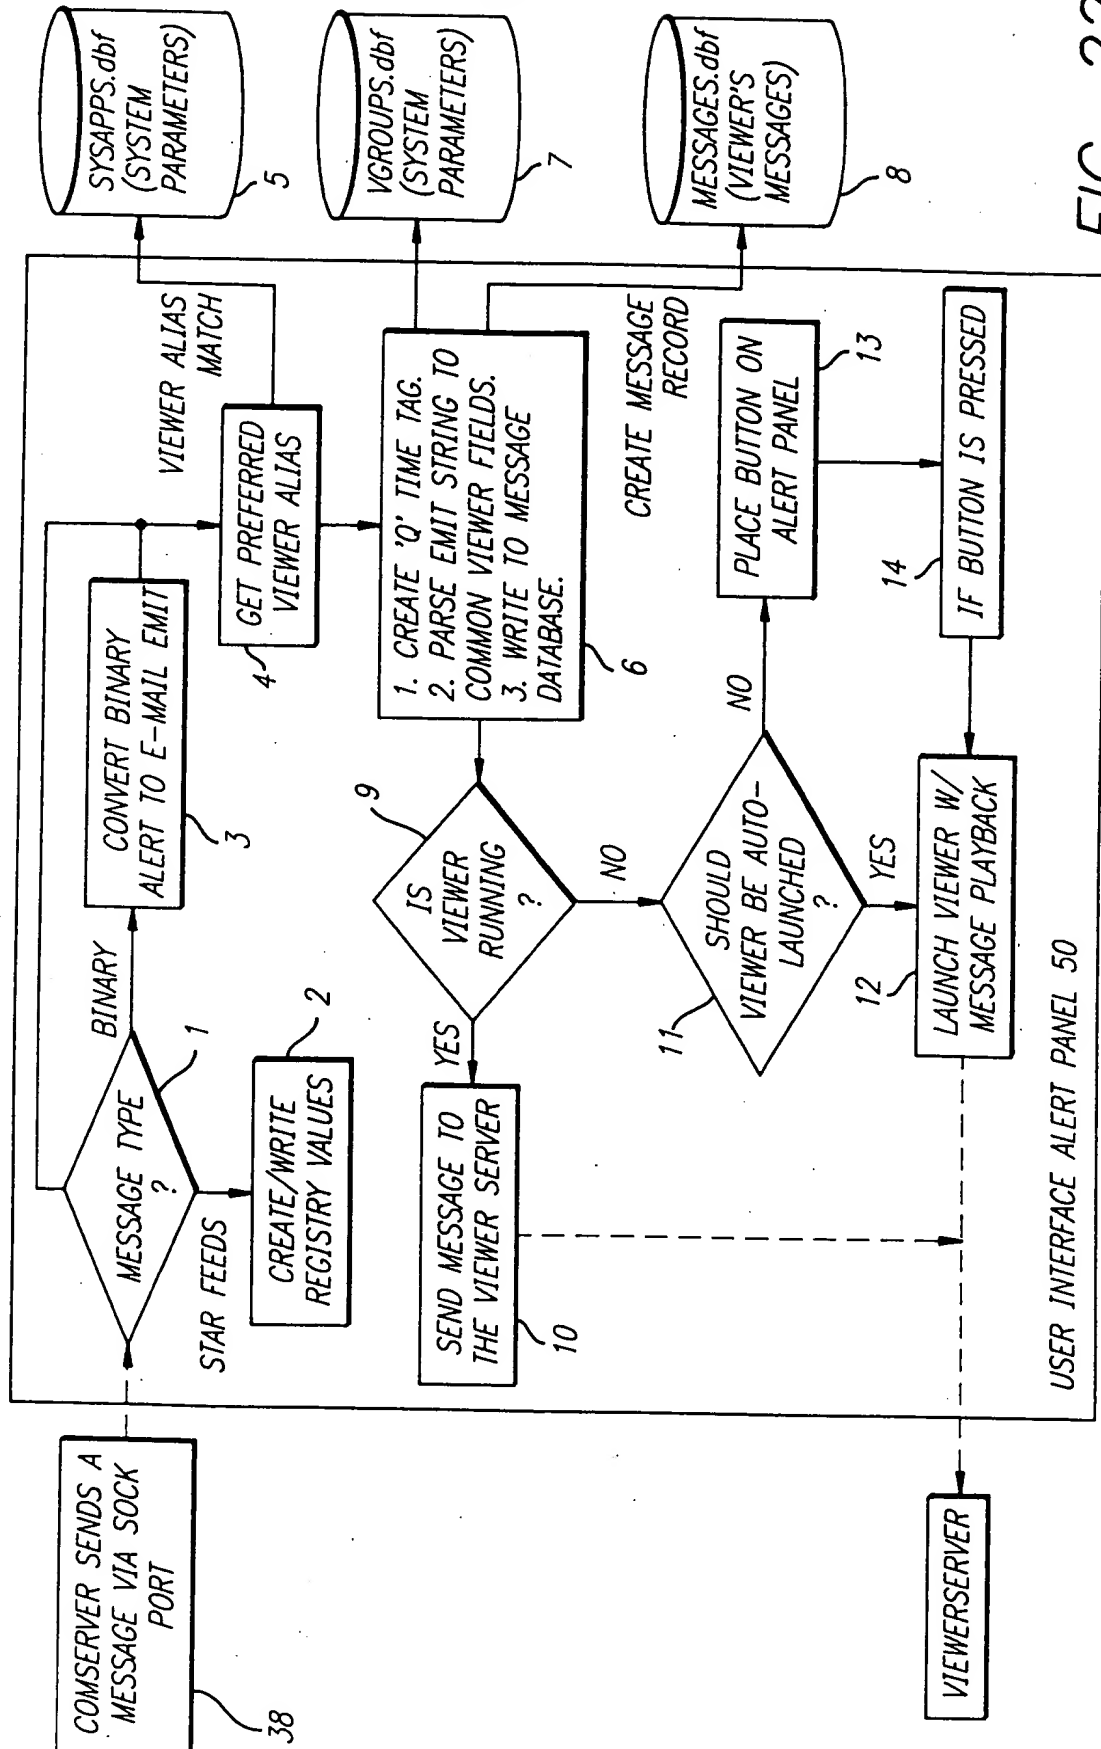 COMSERVER SENDS A
MESSAGE VIA SOCK
PORT
38
MESSAGE TYPE
?
1
BINARY
STAR FEEDS
CREATE/WRITE
REGISTRY VALUES
2
CONVERT BINARY
ALERT TO E-MAIL EMIT
3
GET PREFERRED
VIEWER ALIAS
4
VIEWER ALIAS
MATCH
SYSAPPS.dbf
(SYSTEM
PARAMETERS)
5
1. CREATE 'Q' TIME TAG.
2. PARSE EMIT STRING TO
COMMON VIEWER FIELDS.
3. WRITE TO MESSAGE
DATABASE.
6
VGROUPS.dbf
(SYSTEM
PARAMETERS)
7
CREATE MESSAGE
RECORD
MESSAGES.dbf
(VIEWER'S
MESSAGES)
8
IS
VIEWER
RUNNING
?
9
YES
NO
SEND MESSAGE TO
THE VIEWER SERVER
10
SHOULD
VIEWER BE AUTO-
LAUNCHED
?
11
NO
YES
PLACE BUTTON ON
ALERT PANEL
13
IF BUTTON IS PRESSED
14
LAUNCH VIEWER W/
MESSAGE PLAYBACK
12
USER INTERFACE ALERT PANEL 50
VIEWERSERVER
FIG.